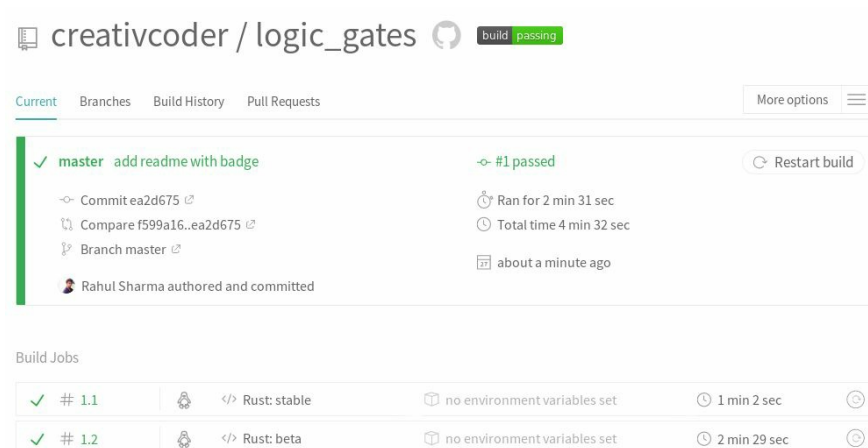 creativcoder / logic_gates build passing
Current Branches Build History Pull Requests More options
master add readme with badge
#1 passed
Restart build
Commit ea2d675
Ran for 2 min 31 sec
Compare f599a16..ea2d675
Total time 4 min 32 sec
Branch master
27 about a minute ago
Rahul Sharma authored and committed
Build Jobs
# 1.1 </> Rust: stable no environment variables set 1 min 2 sec
# 1.2 </> Rust: beta no environment variables set 2 min 29 sec